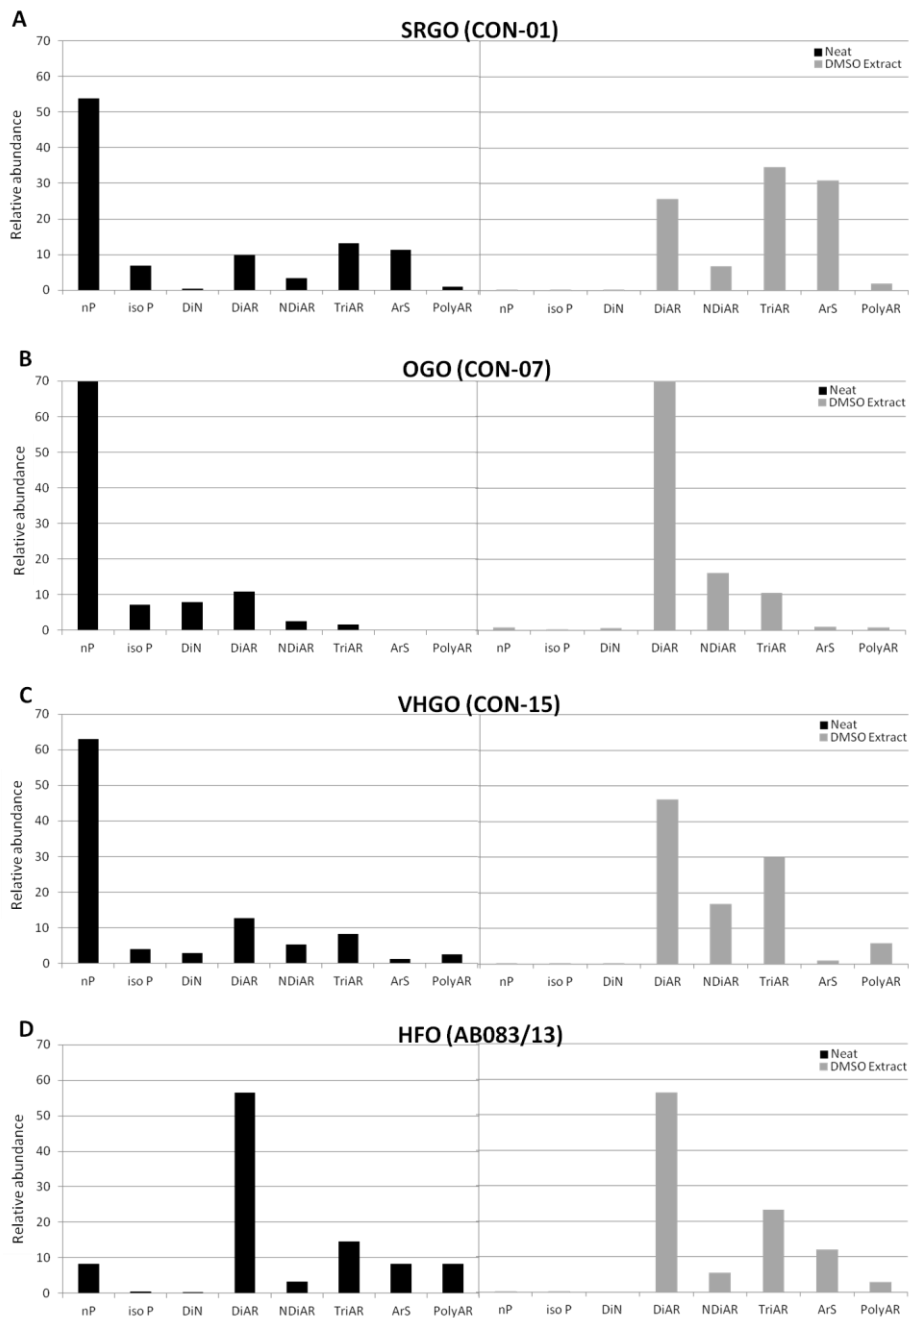 A
SRGO (CON-01)
Neat
DMSO Extract
Relative abundance
70
60
50
40
30
20
10
0
nP iso P DiN DiAR NDiAR TriAR ArS PolyAR nP iso P DiN DiAR NDiAR TriAR ArS PolyAR
B
OGO (CON-07)
Neat
DMSO Extract
Relative abundance
70
60
50
40
30
20
10
0
nP iso P DiN DiAR NDiAR TriAR ArS PolyAR nP iso P DiN DiAR NDiAR TriAR ArS PolyAR
C
VHGO (CON-15)
Neat
DMSO Extract
Relative abundance
70
60
50
40
30
20
10
0
nP iso P DiN DiAR NDiAR TriAR ArS PolyAR nP iso P DiN DiAR NDiAR TriAR ArS PolyAR
D
HFO (AB083/13)
Neat
DMSO Extract
Relative abundance
70
60
50
40
30
20
10
0
nP iso P DiN DiAR NDiAR TriAR ArS PolyAR nP iso P DiN DiAR NDiAR TriAR ArS PolyAR